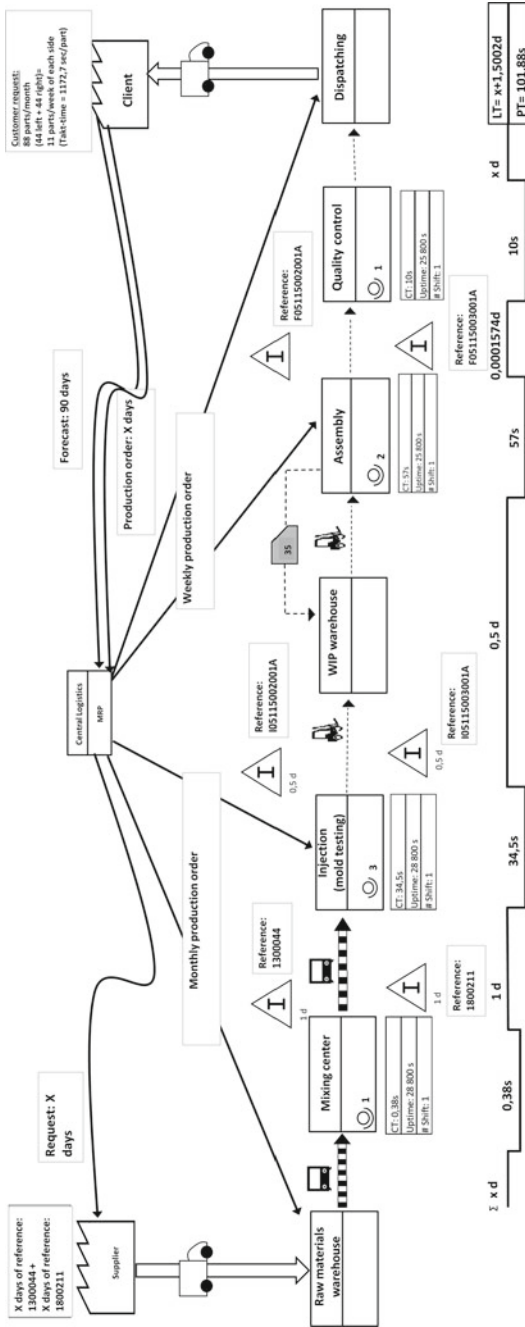 X days of reference:
1300044 +
X days of reference:
1800211
Supplier
Request: X
days
Central Logistics
MRP
Forecast: 90 days
Production order: X days
Customer request:
88 parts/month
(44 left + 44 right)=
11 parts/week of each side
(Takt-time = 1172,7 sec/part)
Client
Monthly production order
Weekly production order
Raw materials
warehouse
Mixing center
1
CT: 0,38s
Uptime: 28 800 s
# Shift: 1
Reference:
1300044
I
1 d
I
1 d
Reference:
1800211
Injection
(mold testing)
3
CT: 34,5s
Uptime: 28 800 s
# Shift: 1
Reference:
I05115002001A
I
0,5 d
I
0,5 d
Reference:
I05115003001A
WIP warehouse
35
Assembly
2
CT: 57s
Uptime: 25 800 s
# Shift: 1
Reference:
F05115002001A
I
I
Reference:
F05115003001A
Quality control
1
CT: 10s
Uptime: 25 800 s
# Shift: 1
Dispatching
Σ x d
0,38s
1 d
34,5s
0,5 d
57s
0,0001574d
10s
x d
LT= x+1,5002d
PT= 101,88s